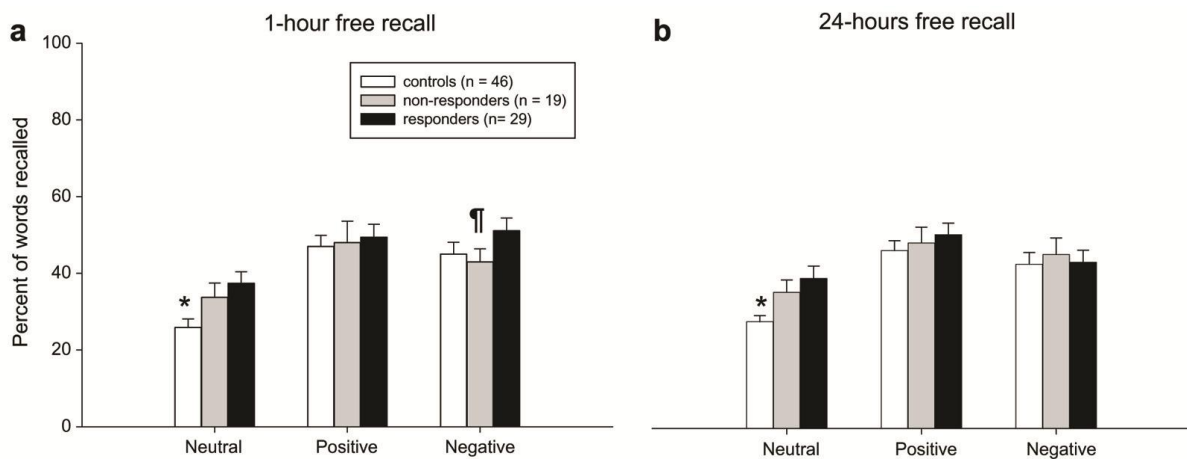 a
1-hour free recall
b
24-hours free recall
Percent of words recalled
100
80
60
40
20
0
controls (n = 46)
non-responders (n = 19)
responders (n= 29)
*
¶
*
Neutral
Positive
Negative
Neutral
Positive
Negative